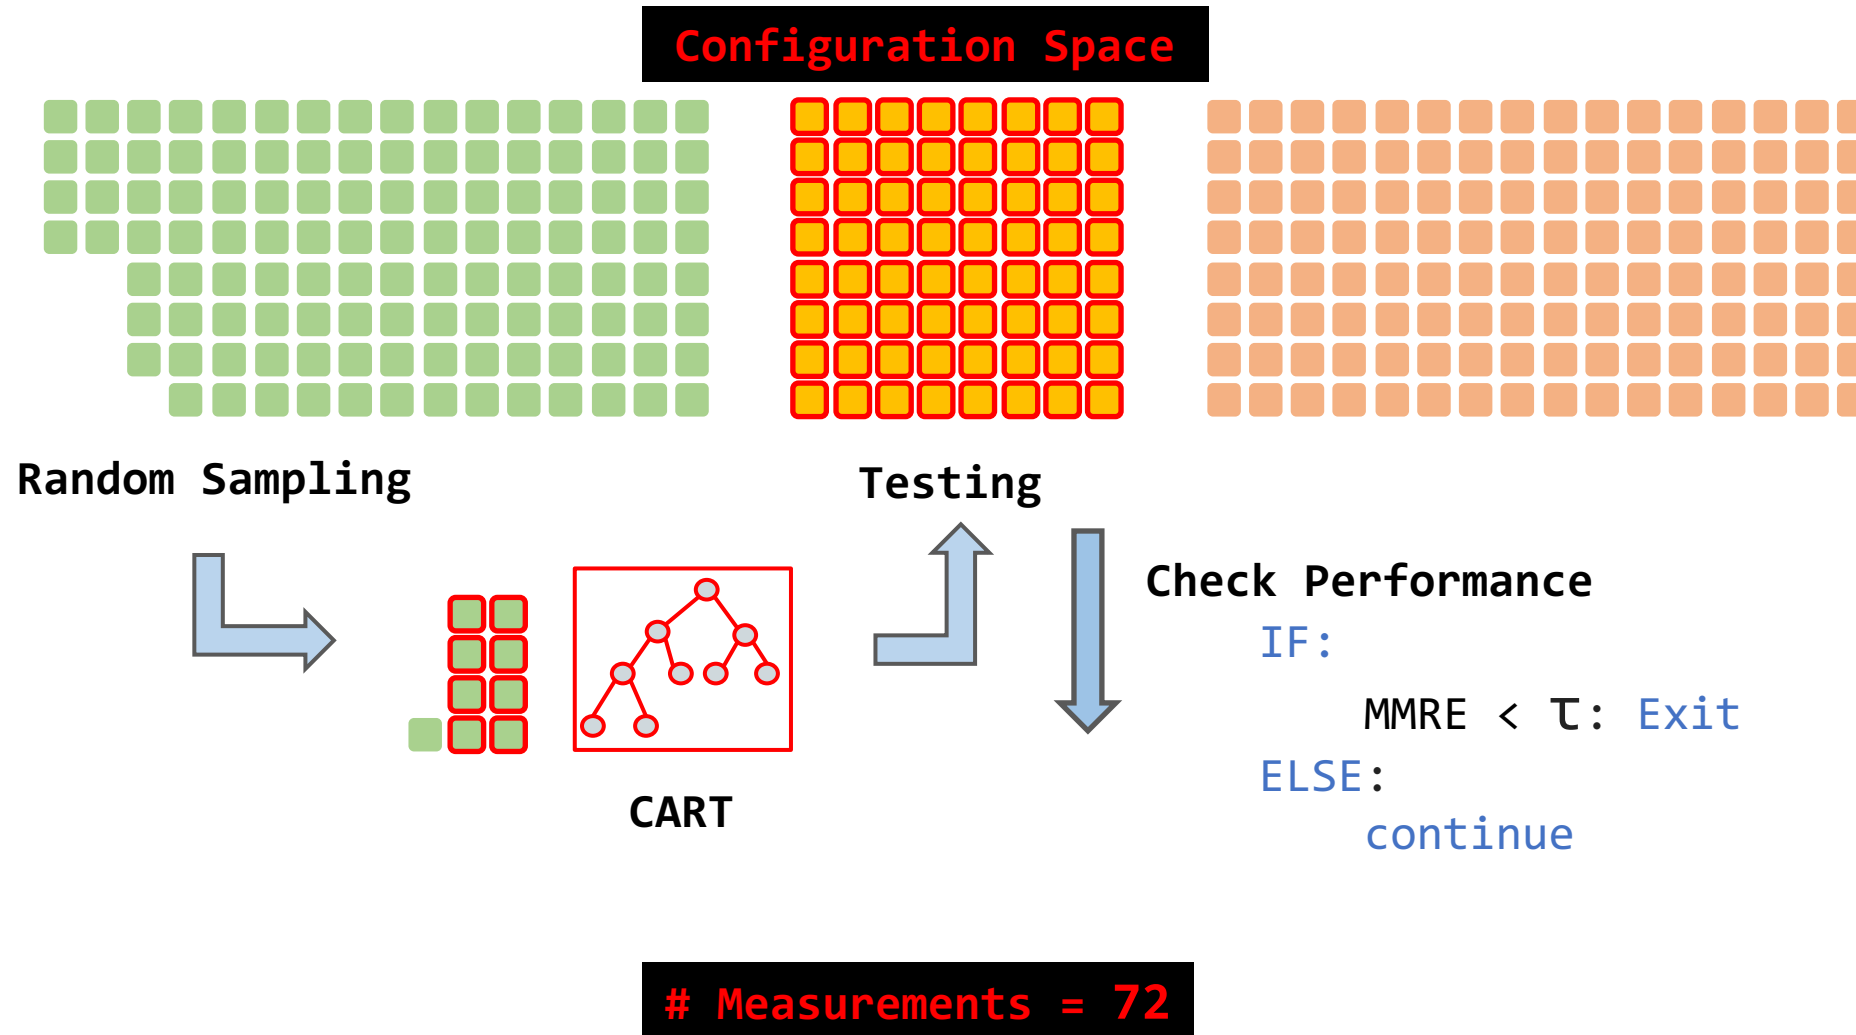 Configuration Space
Random Sampling
Testing
Check Performance
IF:
MMRE < τ: Exit
ELSE:
continue
CART
# Measurements = 72